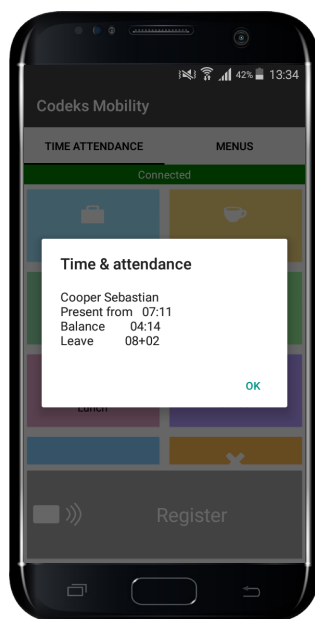 42% 13:34
Codeks Mobility
TIME ATTENDANCE MENUS
Connected
Time & attendance
Cooper Sebastian
Present from 07:11
Balance 04:14
Leave 08+02
OK
Lunch
Register